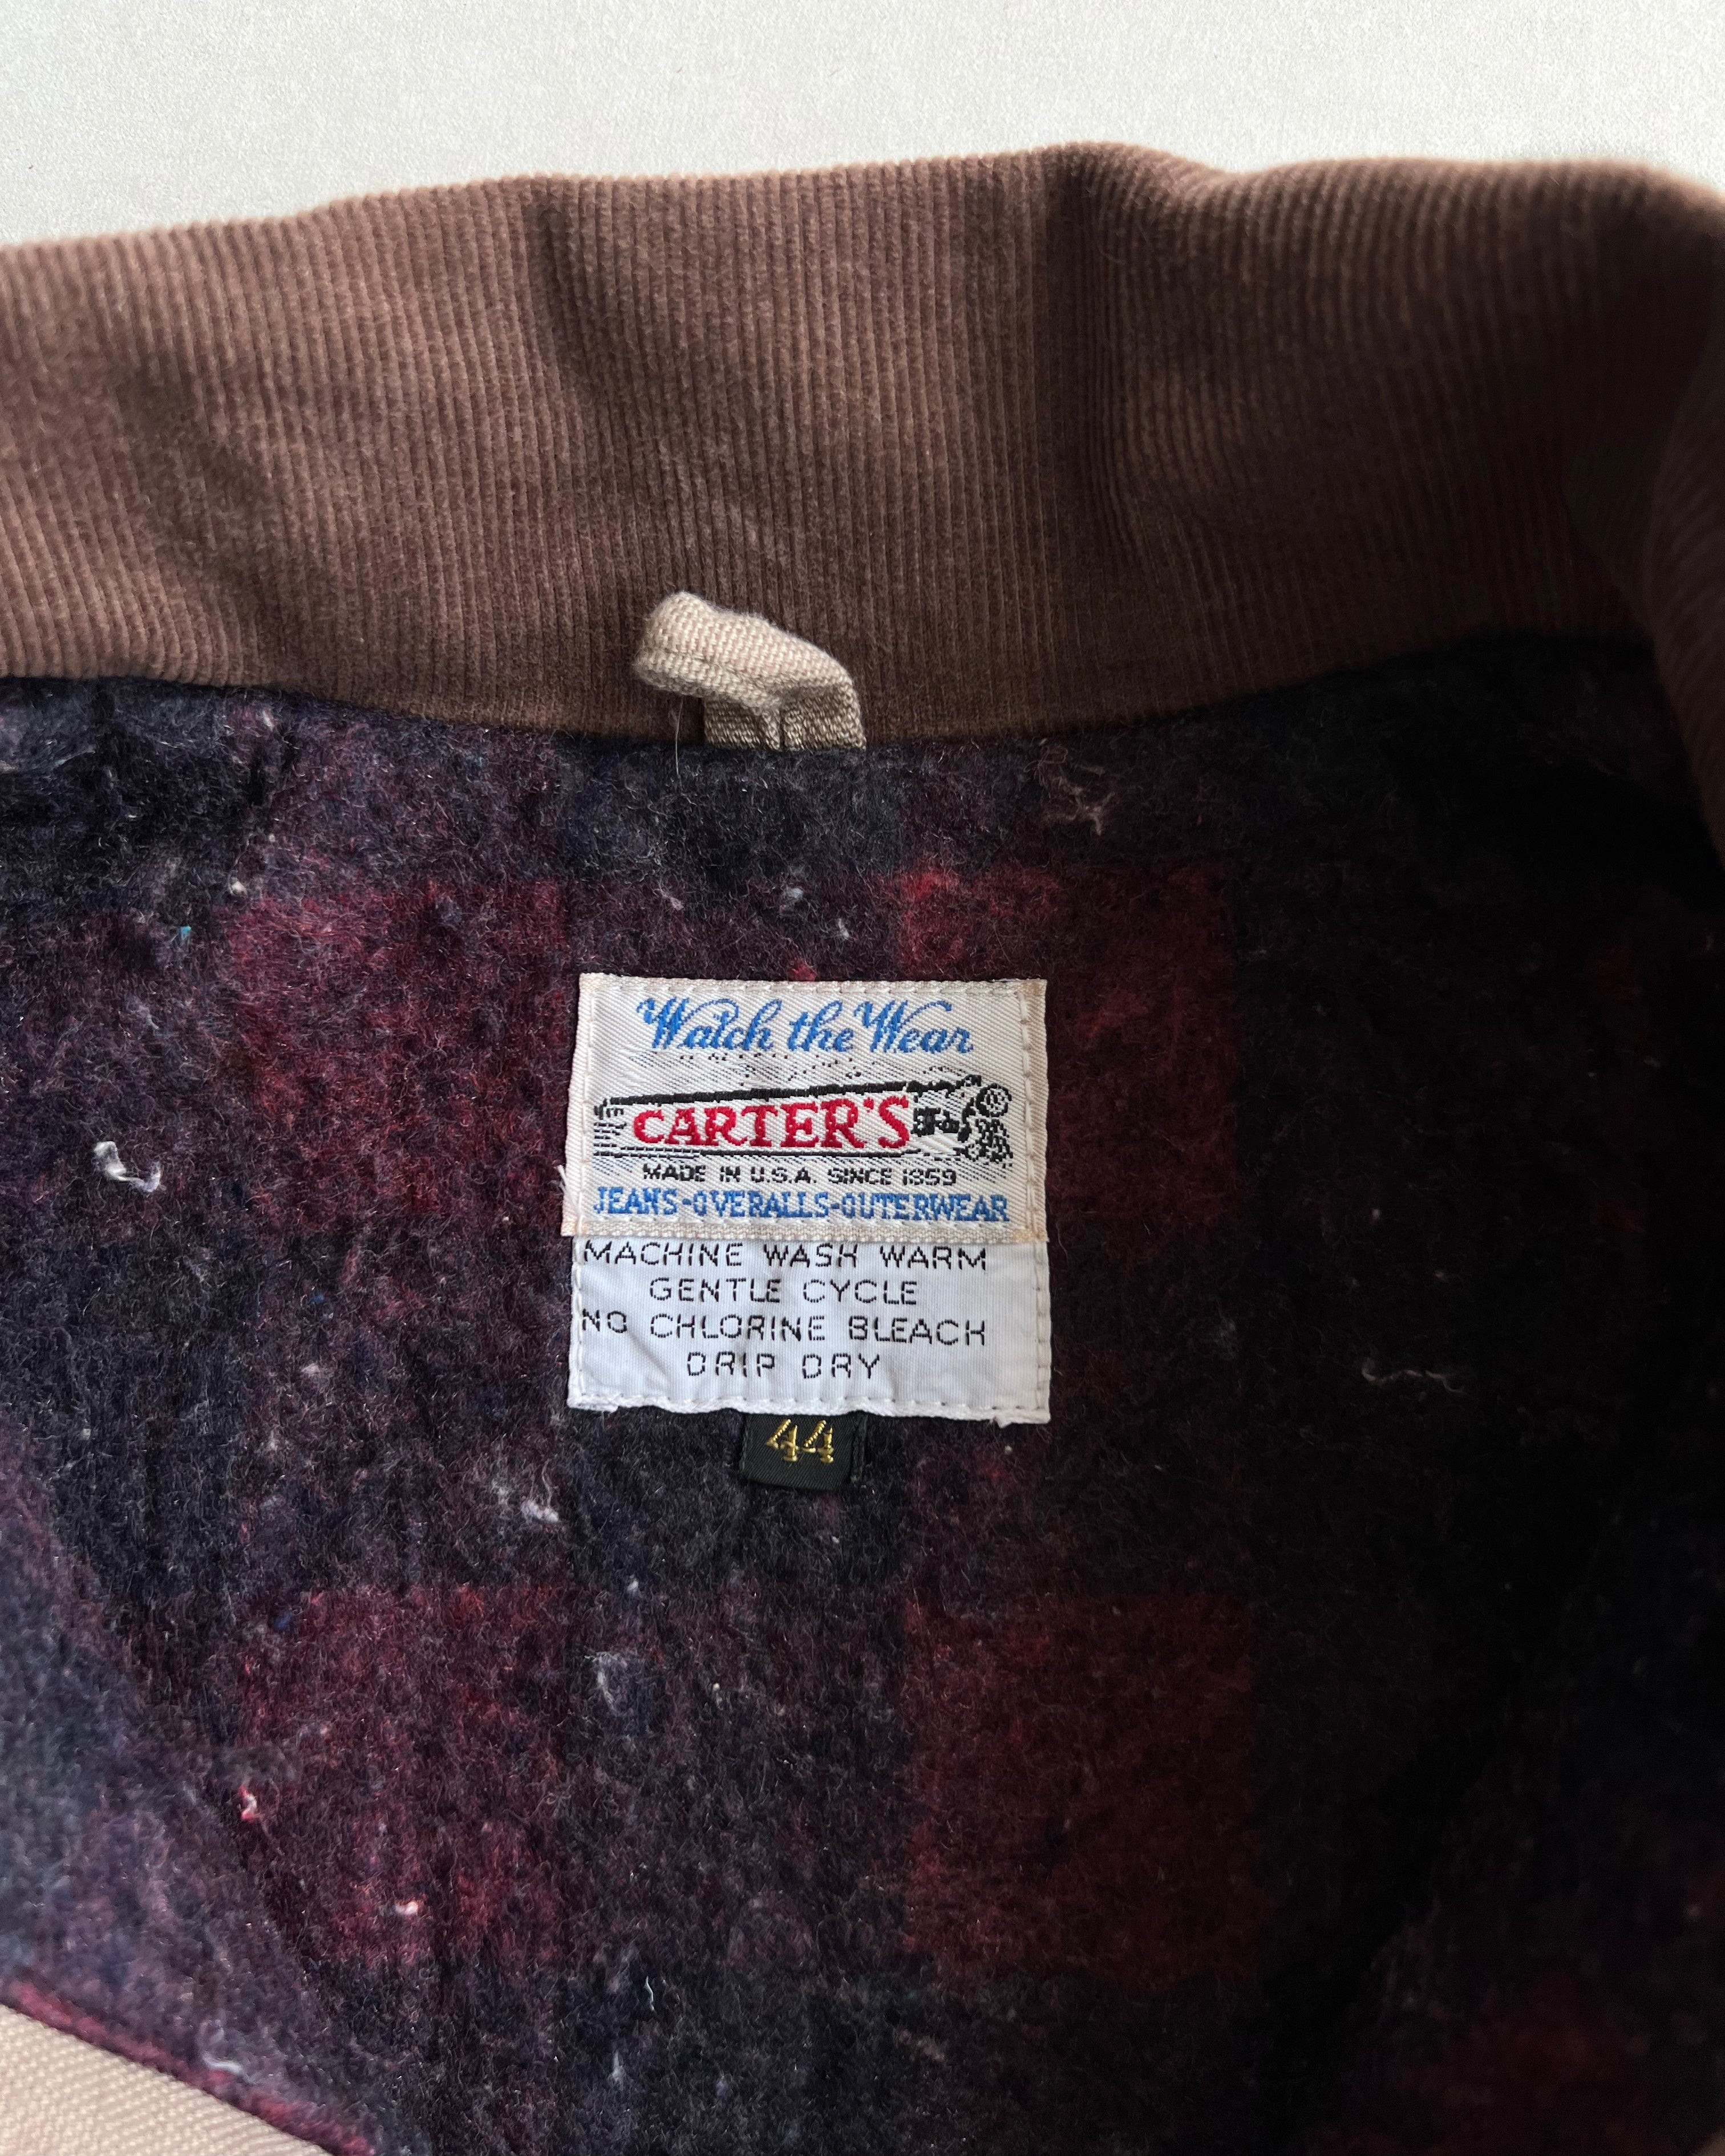 Watch the Wear
CARTER'S
MADE IN U.S.A. SINCE 1859
JEANS-OVERALLS-OUTERWEAR
MACHINE WASH WARM
GENTLE CYCLE
NO CHLORINE BLEACH
DRIP DRY
44